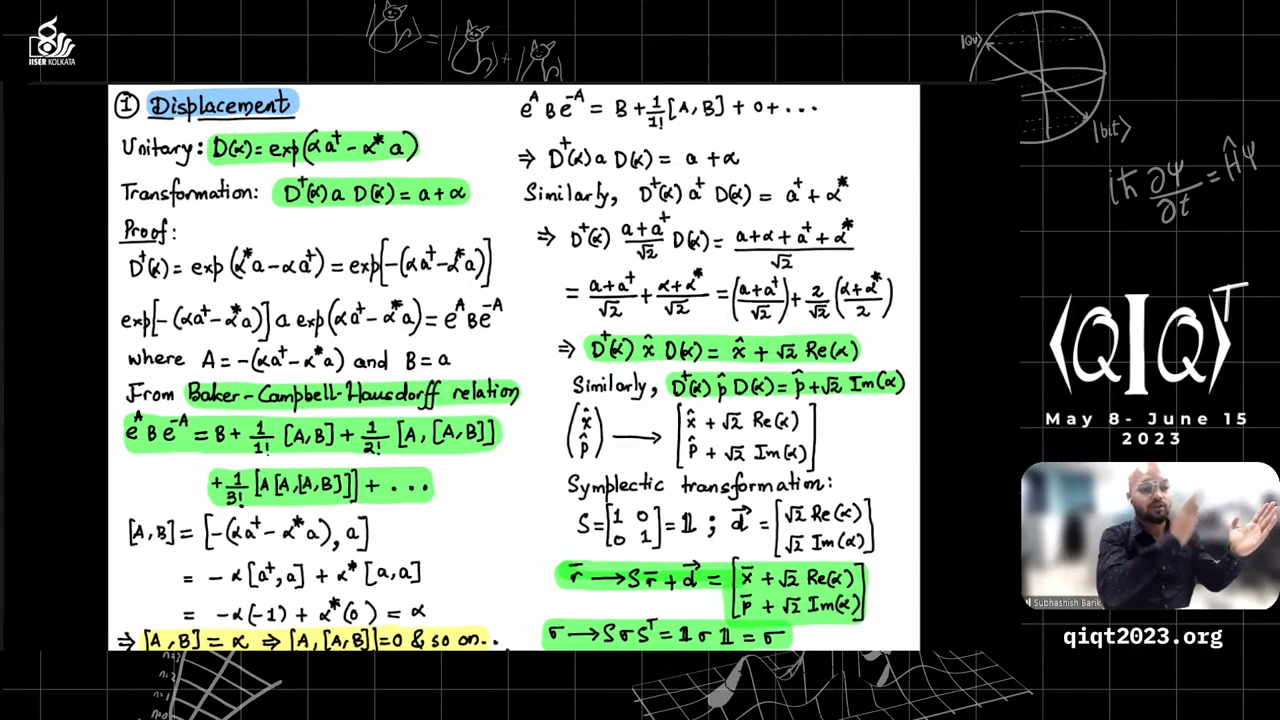 IISER KOLKATA
① Displacement
Unitary: D(α) = exp(αa† − α*a)
Transformation: D†(α) a D(α) = a + α
Proof:
D†(α) = exp(α*a − αa†) = exp[−(αa† − α*a)]
exp[−(αa† − α*a)] a exp(αa† − α*a) = e^A B e^-A
where A = −(αa† − α*a) and B = a
From Baker-Campbell-Hausdorff relation
e^A B e^-A = B + 1/1! [A,B] + 1/2! [A,[A,B]]
+ 1/3! [A[A,[A,B]]] + ...
[A,B] = [−(αa† − α*a), a]
= −α[a†,a] + α*[a,a]
= −α(−1) + α*(0) = α
⇒ [A,B] = α ⇒ [A,[A,B]] = 0 & so on...
e^A B e^-A = B + 1/1! [A,B] + 0 + ...
⇒ D†(α) a D(α) = a + α
Similarly, D†(α) a† D(α) = a† + α*
⇒ D†(α) (a + a†)/√2 D(α) = (a + α + a† + α*)/√2
= (a + a†)/√2 + (α + α*)/√2 = ((a + a†)/√2) + 2/√2 ((α + α*)/2)
⇒ D†(α) x̂ D(α) = x̂ + √2 Re(α)
Similarly, D†(α) p̂ D(α) = p̂ + √2 Im(α)
(x̂ p̂) ⟶ [x̂ + √2 Re(α)
p̂ + √2 Im(α)]
Symplectic transformation:
S = [1 0
0 1] = 𝟙 ; d⃗ = [√2 Re(α)
√2 Im(α)]
r̄ ⟶ S r̄ + d⃗ = [x̄ + √2 Re(α)
p̄ + √2 Im(α)]
σ ⟶ SσS^T = 𝟙 σ 𝟙 = σ
|0⟩
|bit⟩
iħ ∂ψ/∂t = Ĥψ
⟨Q|Q⟩^T
May 8- June 15
2023
Subhashish Barik
qiqt2023.org
n=2
n=1
n=0